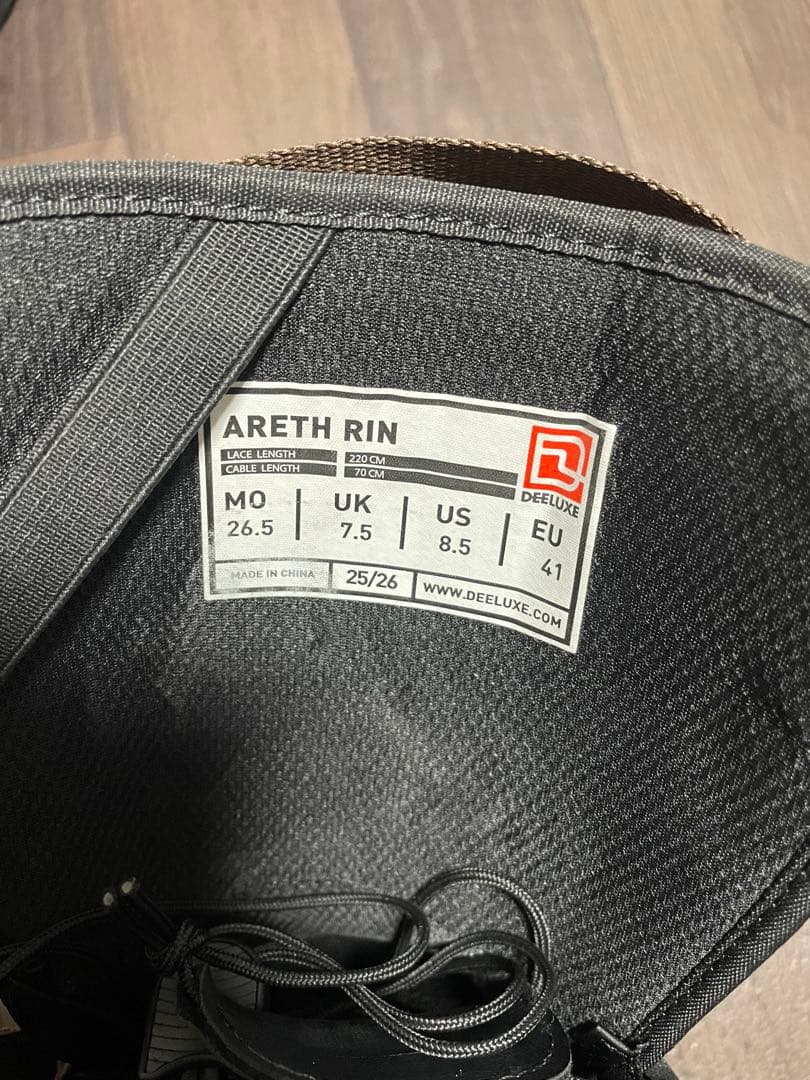 ARETH RIN
LACE LENGTH 220 CM
CABLE LENGTH 70 CM
DEELUXE
MO | UK | US | EU
26.5 7.5 8.5 41
MADE IN CHINA 25/26 WWW.DEELUXE.COM